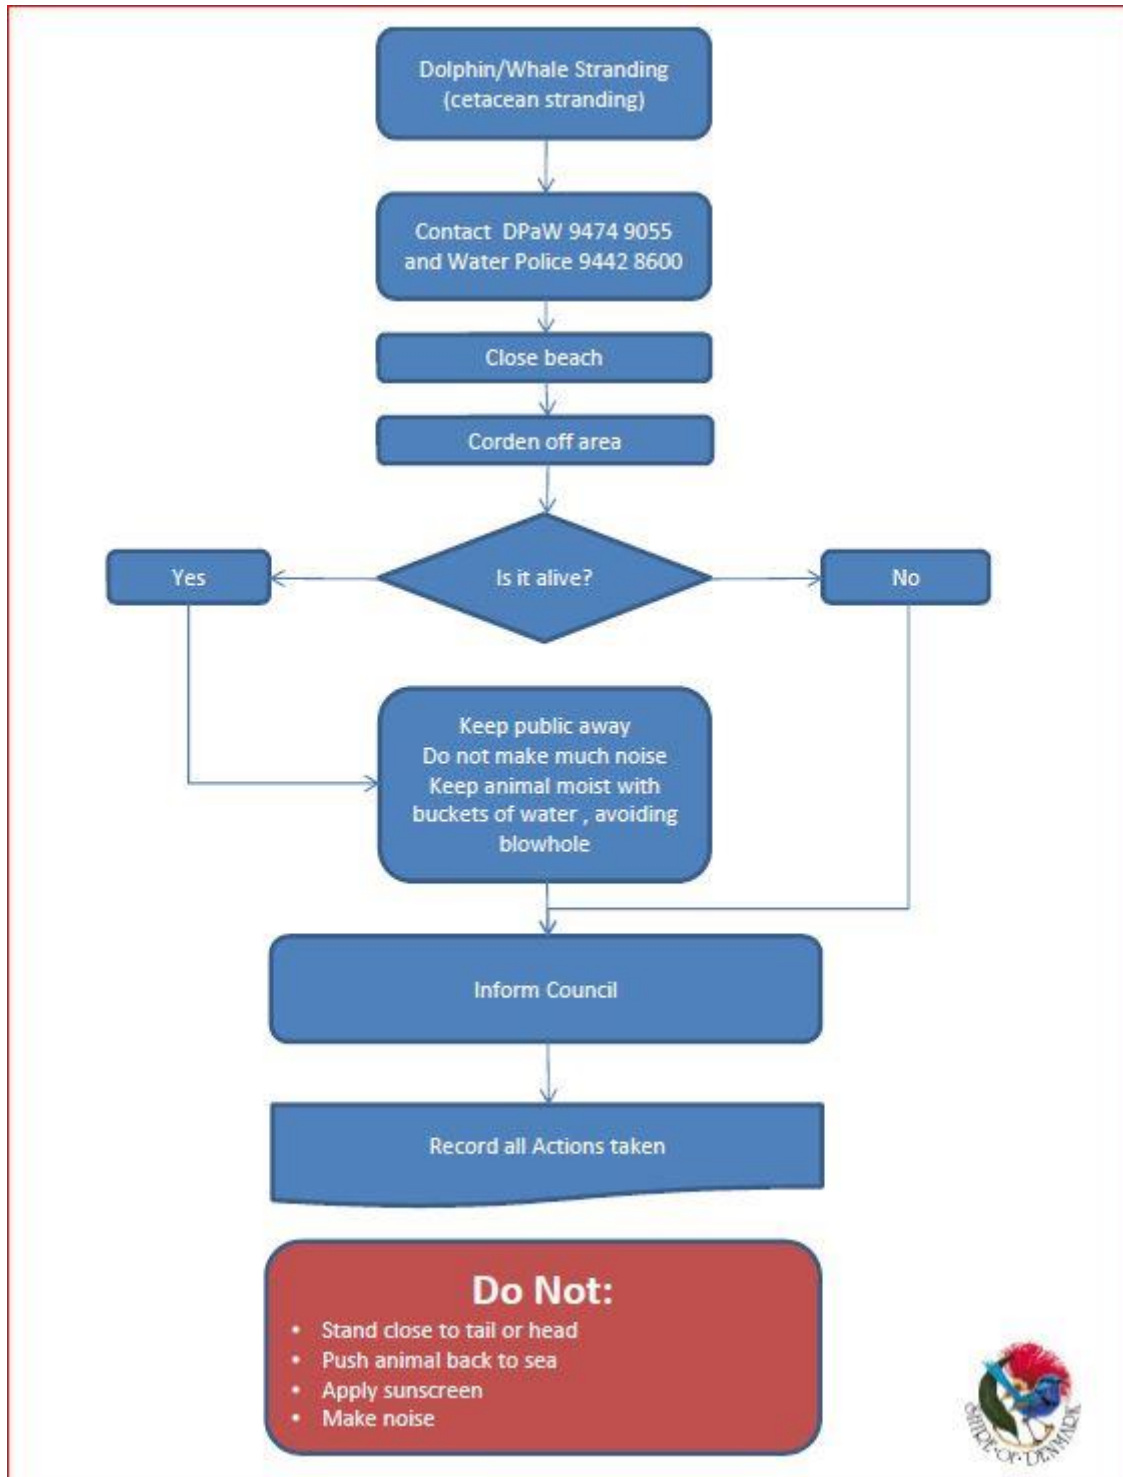 Dolphin/Whale Stranding
(cetacean stranding)
Contact DPaW 9474 9055
and Water Police 9442 8600
Close beach
Corden off area
Is it alive?
Yes
No
Keep public away
Do not make much noise
Keep animal moist with
buckets of water , avoiding
blowhole
Inform Council
Record all Actions taken
Do Not:
• Stand close to tail or head
• Push animal back to sea
• Apply sunscreen
• Make noise
SHIRE·OF·DENMARK